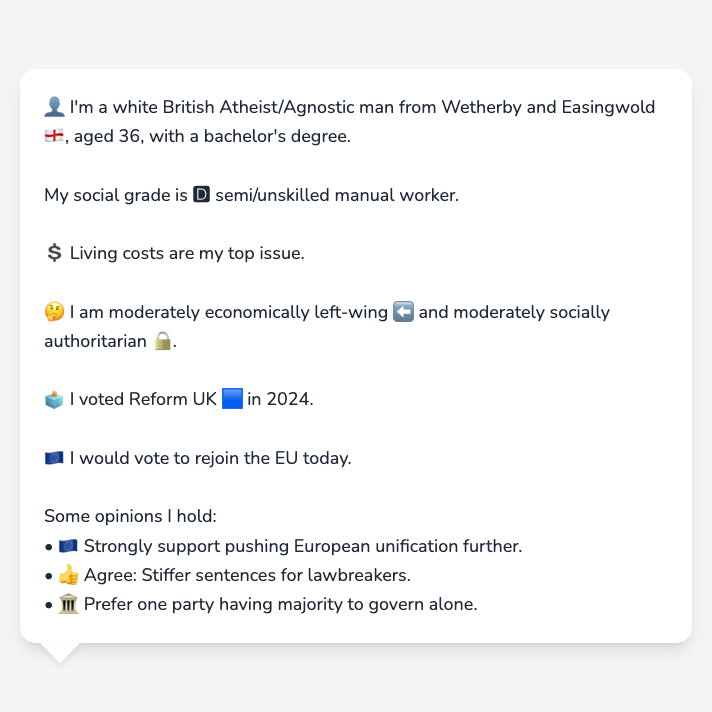 👤 I'm a white British Atheist/Agnostic man from Wetherby and Easingwold
🏴󠁧󠁢󠁥󠁮󠁧󠁿, aged 36, with a bachelor's degree.
My social grade is 🅳 semi/unskilled manual worker.
💲 Living costs are my top issue.
🤔 I am moderately economically left-wing ⬅️ and moderately socially
authoritarian 🔒.
🗳️ I voted Reform UK 🟦 in 2024.
🇪🇺 I would vote to rejoin the EU today.
Some opinions I hold:
• 🇪🇺 Strongly support pushing European unification further.
• 👍 Agree: Stiffer sentences for lawbreakers.
• 🏛️ Prefer one party having majority to govern alone.